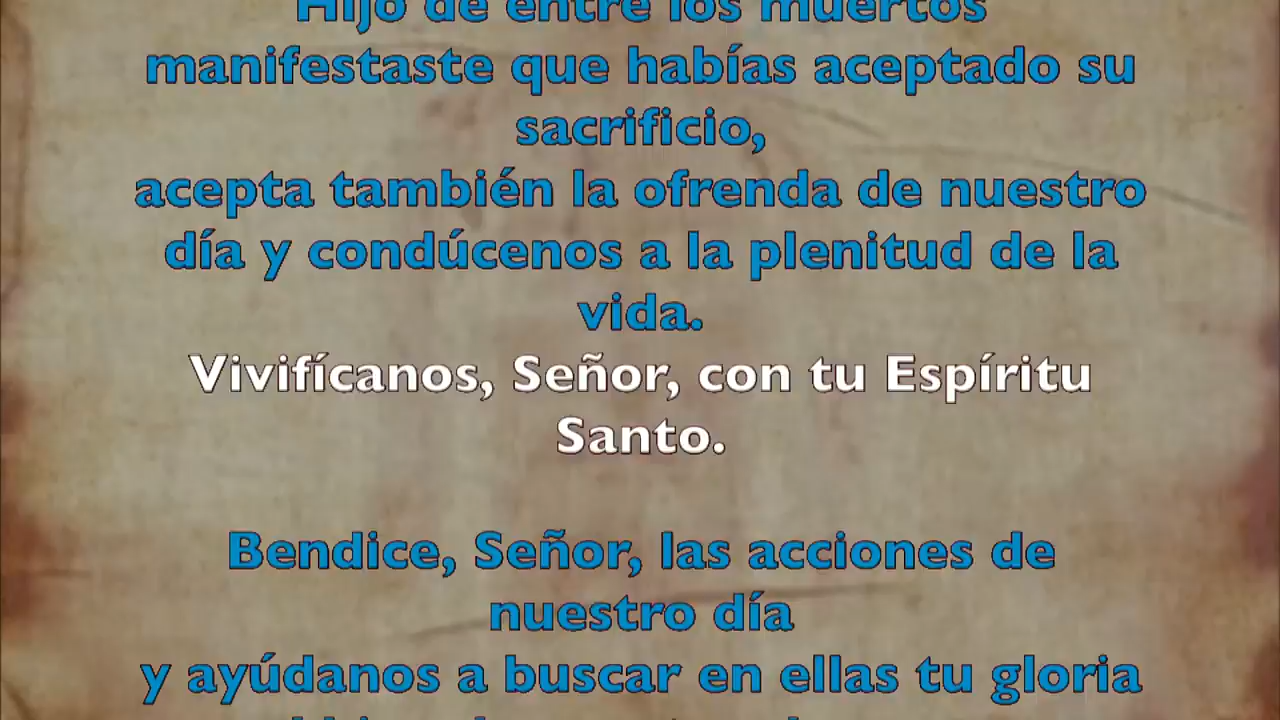 Hijo de entre los muertos
manifestaste que habías aceptado su
sacrificio,
acepta también la ofrenda de nuestro
día y condúcenos a la plenitud de la
vida.
Vivifícanos, Señor, con tu Espíritu
Santo.
Bendice, Señor, las acciones de
nuestro día
y ayúdanos a buscar en ellas tu gloria